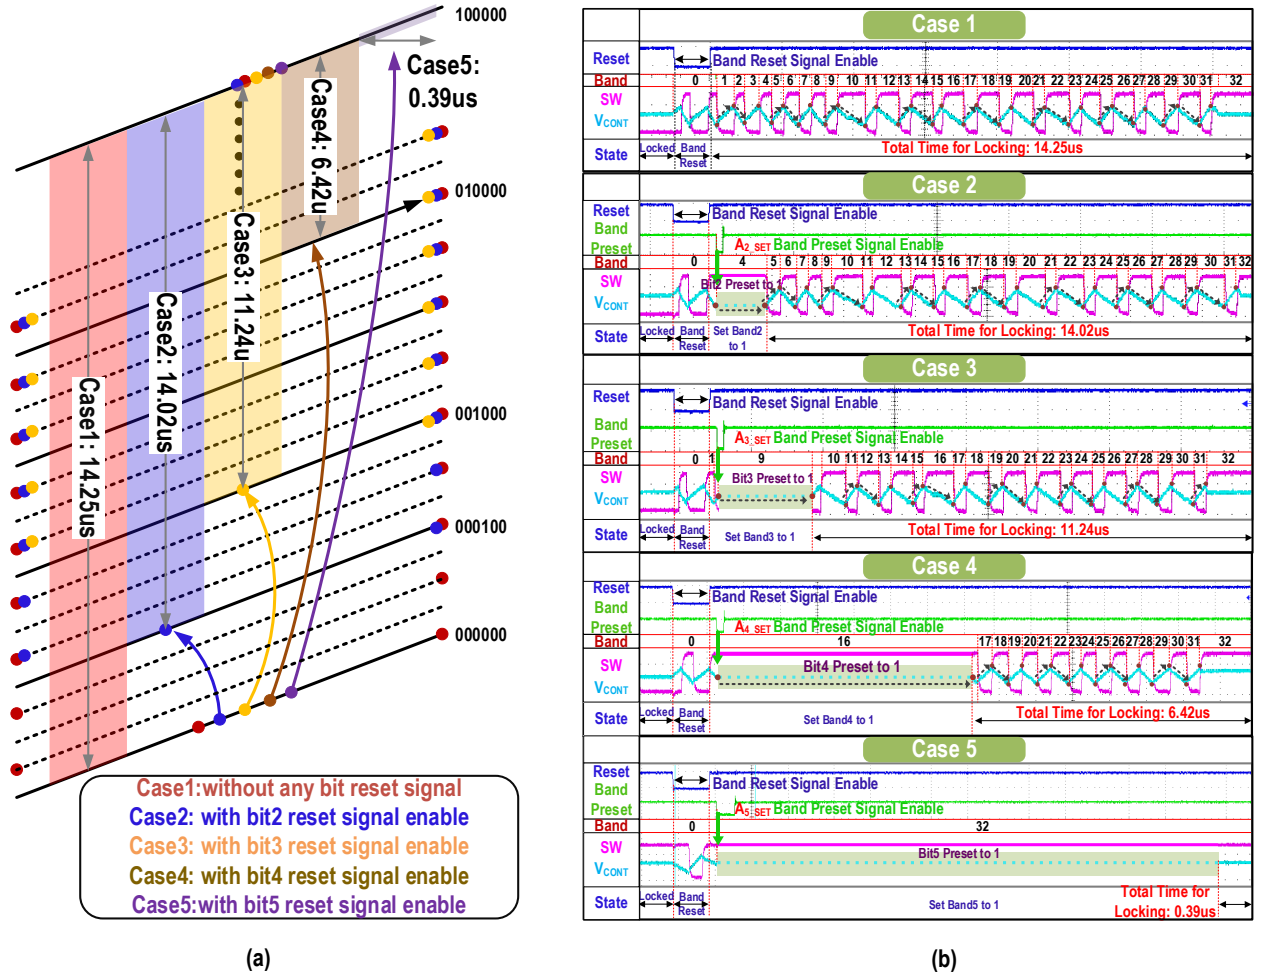 100000
Case5:
0.39us
Case4: 6.42u
010000
Case3: 11.24u
Case2: 14.02us
Case1: 14.25us
001000
000100
000000
Case1:without any bit reset signal
Case2: with bit2 reset signal enable
Case3: with bit3 reset signal enable
Case4: with bit4 reset signal enable
Case5:with bit5 reset signal enable
(a)
Case 1
Reset
Band Reset Signal Enable
Band 0 1 2 3 4 5 6 7 8 9 10 11 12 13 14 15 16 17 18 19 20 21 22 23 24 25 26 27 28 29 30 31 32
SW
VCONT
State Locked Band Reset Total Time for Locking: 14.25us
Case 2
Reset
Band Reset Signal Enable
Band
Preset
A2_SET Band Preset Signal Enable
Band 0 4 5 6 7 8 9 10 11 12 13 14 15 16 17 18 19 20 21 22 23 24 25 26 27 28 29 30 31 32
SW
Bit2 Preset to 1
VCONT
State Locked Band Reset Set Band2 to 1 Total Time for Locking: 14.02us
Case 3
Reset
Band Reset Signal Enable
Band
Preset
A3_SET Band Preset Signal Enable
Band 0 1 9 10 11 12 13 14 15 16 17 18 19 20 21 22 23 24 25 26 27 28 29 30 31 32
SW
Bit3 Preset to 1
VCONT
State Locked Band Reset Set Band3 to 1 Total Time for Locking: 11.24us
Case 4
Reset
Band Reset Signal Enable
Band
Preset
A4_SET Band Preset Signal Enable
Band 0 16 17 18 19 20 21 22 23 24 25 26 27 28 29 30 31 32
SW
Bit4 Preset to 1
VCONT
State Locked Band Reset Set Band4 to 1 Total Time for Locking: 6.42us
Case 5
Reset
Band Reset Signal Enable
Band
Preset
A5_SET Band Preset Signal Enable
Band 0 32
SW
Bit5 Preset to 1
VCONT
State Locked Band Reset Set Band5 to 1 Total Time for Locking: 0.39us
(b)